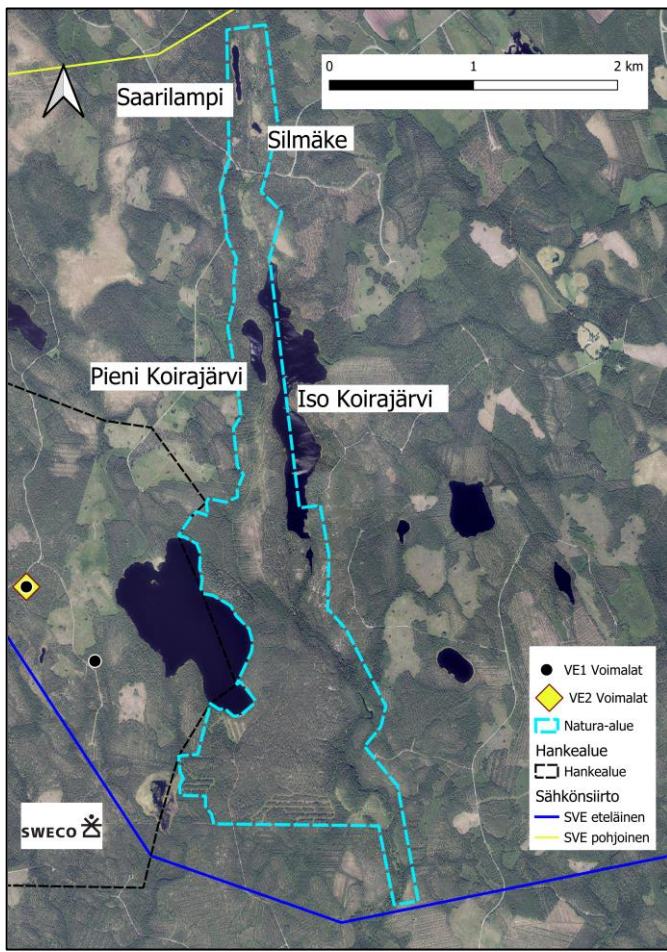 0 1 2 km
Saarilampi
Silmäke
Pieni Koirajärvi
Iso Koirajärvi
VE1 Voimalat
VE2 Voimalat
Natura-alue
Hankealue
Hankealue
Sähkönsiirto
SVE eteläinen
SVE pohjoinen
SWECO